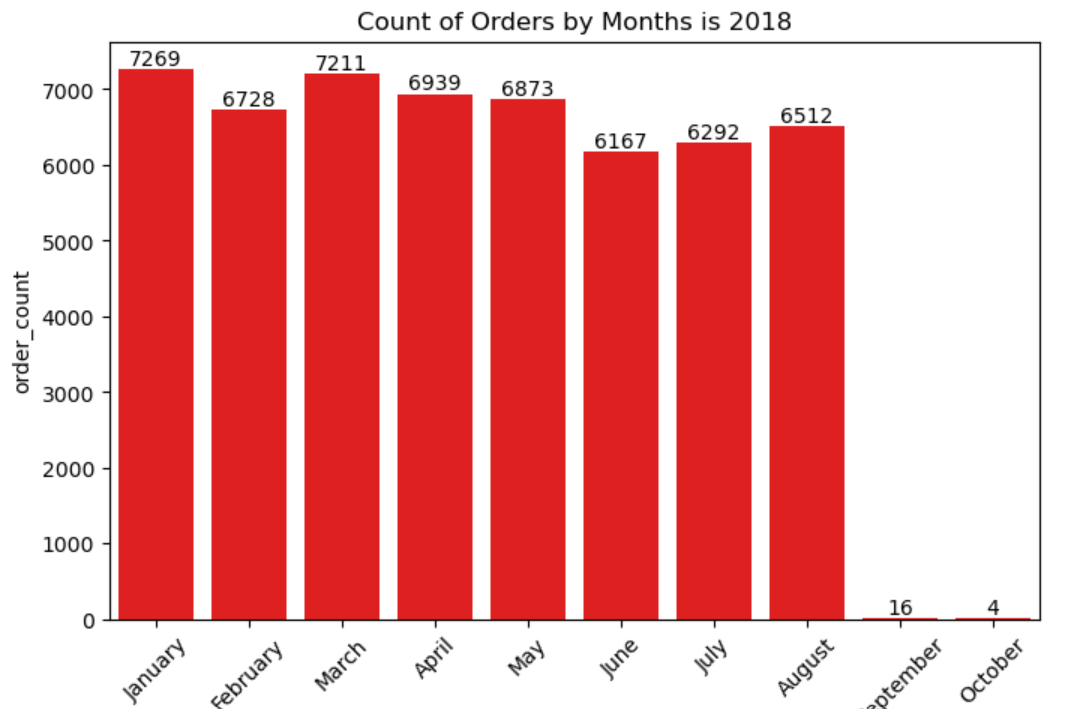 Count of Orders by Months is 2018
order_count
7000
6000
5000
4000
3000
2000
1000
0
7269
6728
7211
6939
6873
6167
6292
6512
16
4
January
February
March
April
May
June
July
August
eptember
October